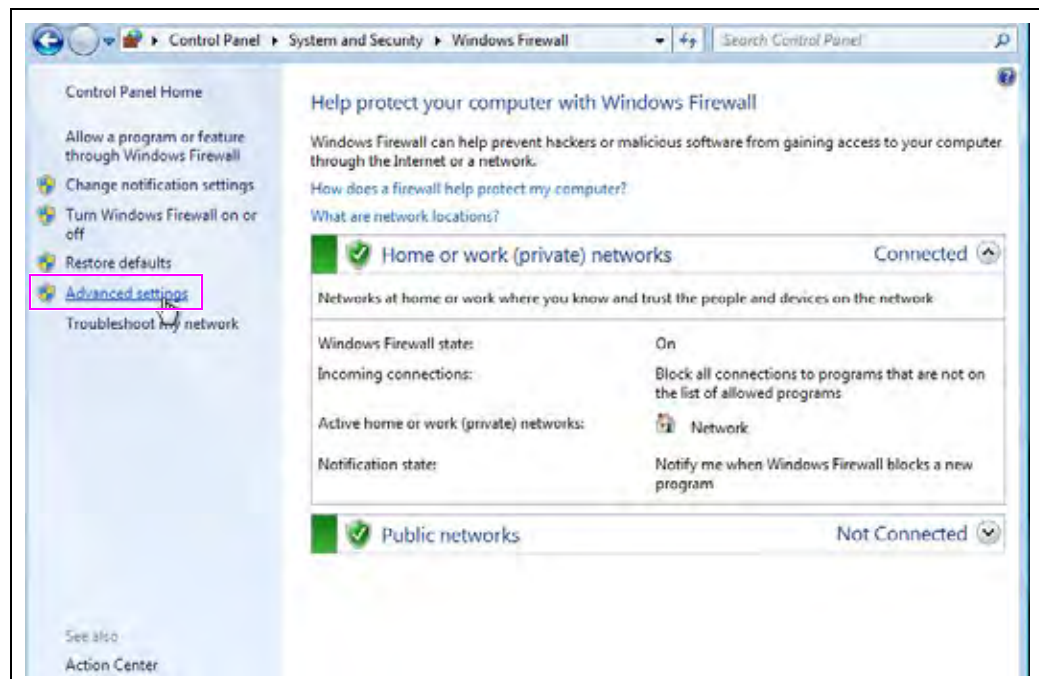 Control Panel ▸ System and Security ▸ Windows Firewall
Search Control Panel
Control Panel Home
Allow a program or feature
through Windows Firewall
Change notification settings
Turn Windows Firewall on or
off
Restore defaults
Advanced settings
Troubleshoot my network
See also
Action Center
Help protect your computer with Windows Firewall
Windows Firewall can help prevent hackers or malicious software from gaining access to your computer
through the Internet or a network.
How does a firewall help protect my computer?
What are network locations?
Home or work (private) networks Connected
Networks at home or work where you know and trust the people and devices on the network
Windows Firewall state: On
Incoming connections: Block all connections to programs that are not on
the list of allowed programs
Active home or work (private) networks: Network
Notification state: Notify me when Windows Firewall blocks a new
program
Public networks Not Connected